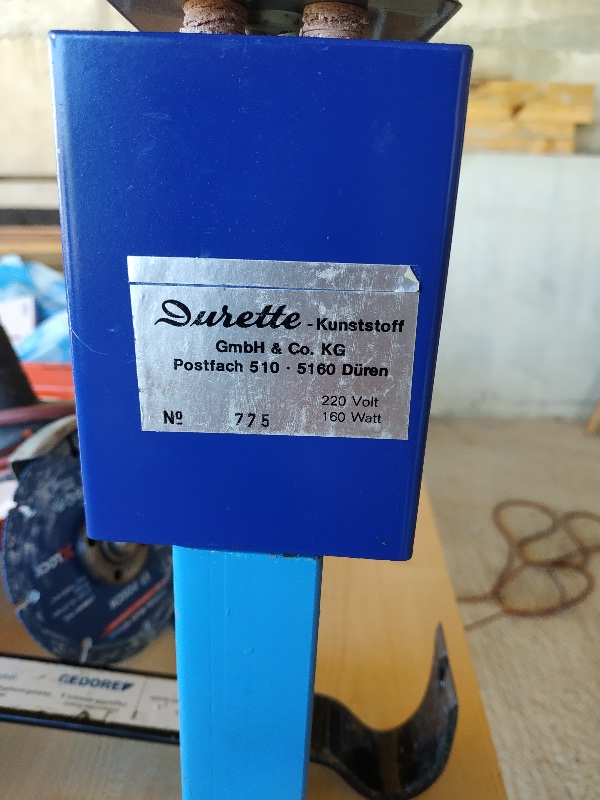 Durette - Kunststoff
GmbH & Co. KG
Postfach 510 · 5160 Düren
220 Volt
Nº 775 160 Watt
GEDORE